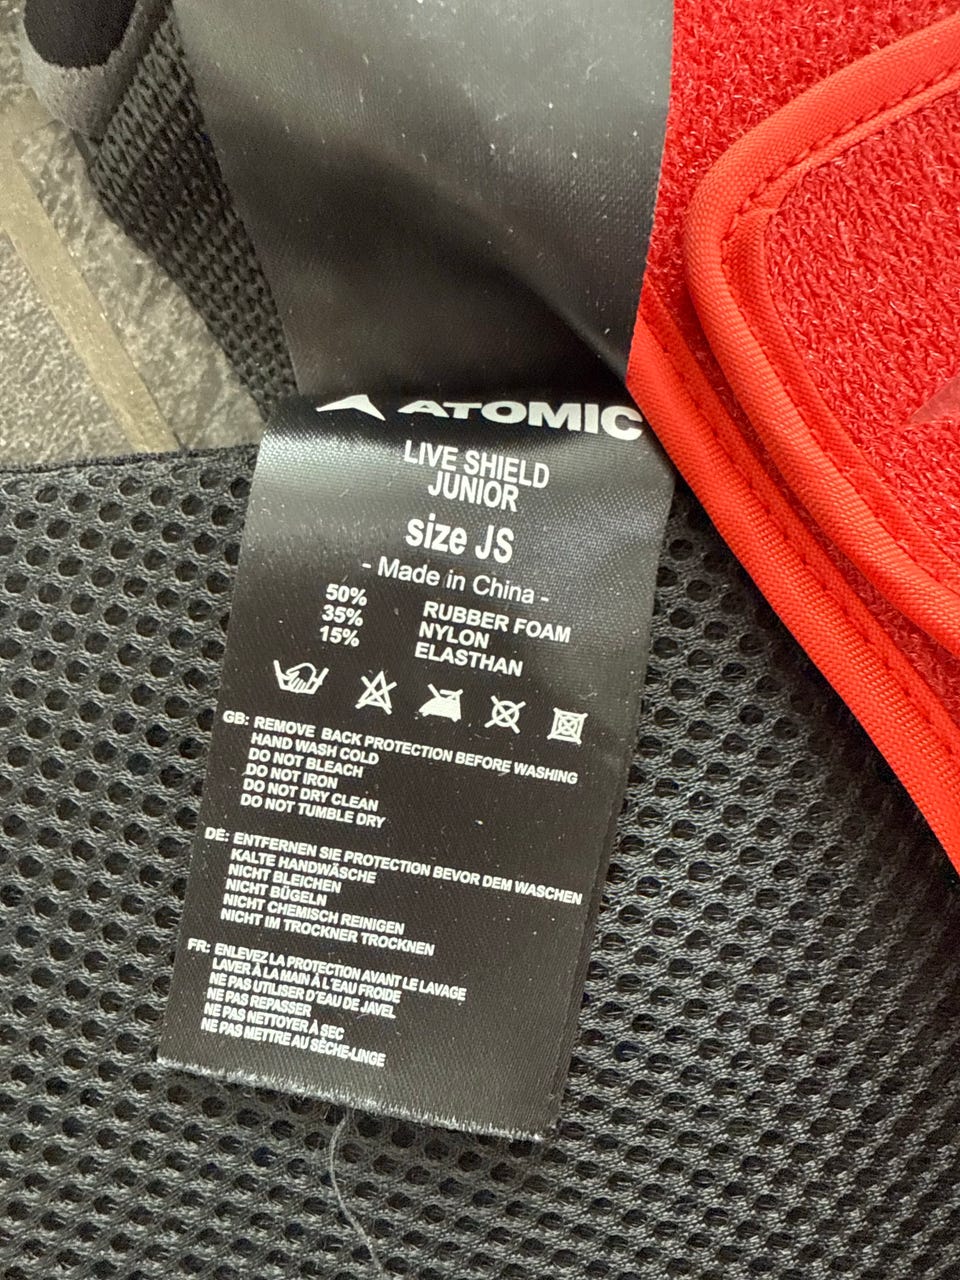 ATOMIC
LIVE SHIELD
JUNIOR
size JS
- Made in China -
50% RUBBER FOAM
35% NYLON
15% ELASTHAN
GB: REMOVE BACK PROTECTION BEFORE WASHING
HAND WASH COLD
DO NOT BLEACH
DO NOT IRON
DO NOT DRY CLEAN
DO NOT TUMBLE DRY
DE: ENTFERNEN SIE PROTECTION BEVOR DEM WASCHEN
KALTE HANDWÄSCHE
NICHT BLEICHEN
NICHT BÜGELN
NICHT CHEMISCH REINIGEN
NICHT IM TROCKNER TROCKNEN
FR: ENLEVEZ LA PROTECTION AVANT LE LAVAGE
LAVER À LA MAIN À L'EAU FROIDE
NE PAS UTILISER D'EAU DE JAVEL
NE PAS REPASSER
NE PAS NETTOYER À SEC
NE PAS METTRE AU SÈCHE-LINGE